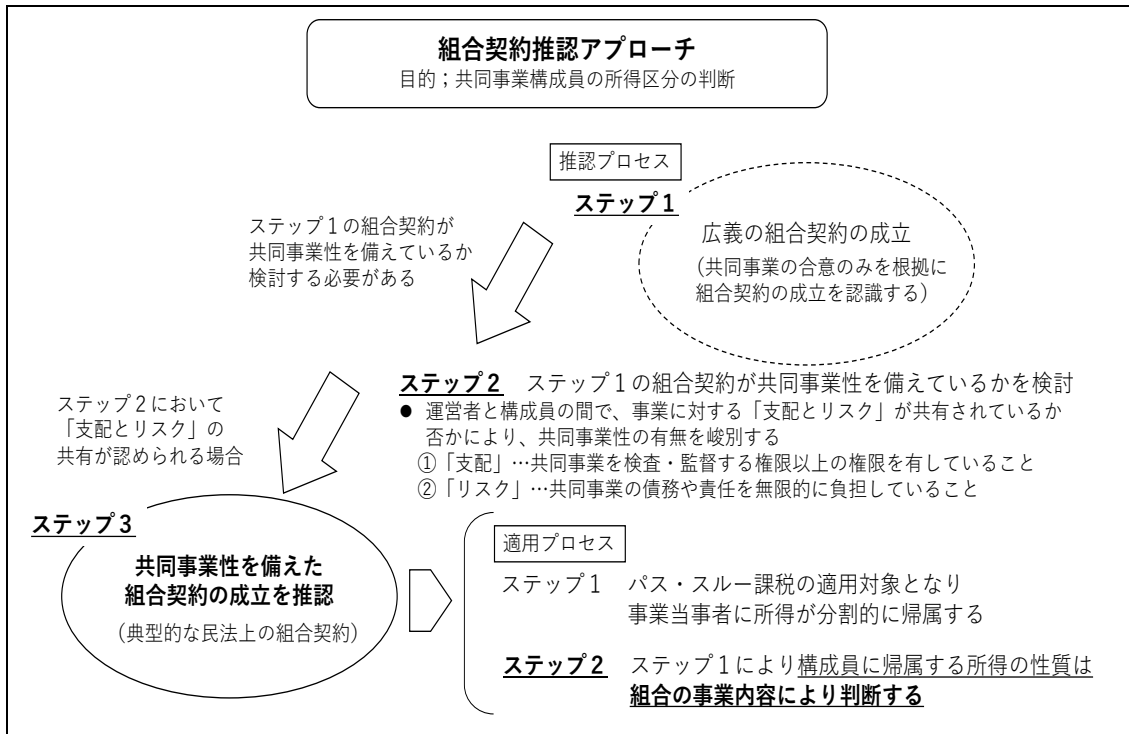 組合契約推認アプローチ
目的;共同事業構成員の所得区分の判断
推認プロセス
ステップ1
広義の組合契約の成立
(共同事業の合意のみを根拠に
組合契約の成立を認識する)
ステップ1の組合契約が
共同事業性を備えているか
検討する必要がある
ステップ2 ステップ1の組合契約が共同事業性を備えているかを検討
● 運営者と構成員の間で、事業に対する「支配とリスク」が共有されているか
否かにより、共同事業性の有無を峻別する
①「支配」…共同事業を検査・監督する権限以上の権限を有していること
②「リスク」…共同事業の債務や責任を無限的に負担していること
ステップ2において
「支配とリスク」の
共有が認められる場合
ステップ3
共同事業性を備えた
組合契約の成立を推認
(典型的な民法上の組合契約)
適用プロセス
ステップ1 パス・スルー課税の適用対象となり
事業当事者に所得が分割的に帰属する
ステップ2 ステップ1により構成員に帰属する所得の性質は
組合の事業内容により判断する